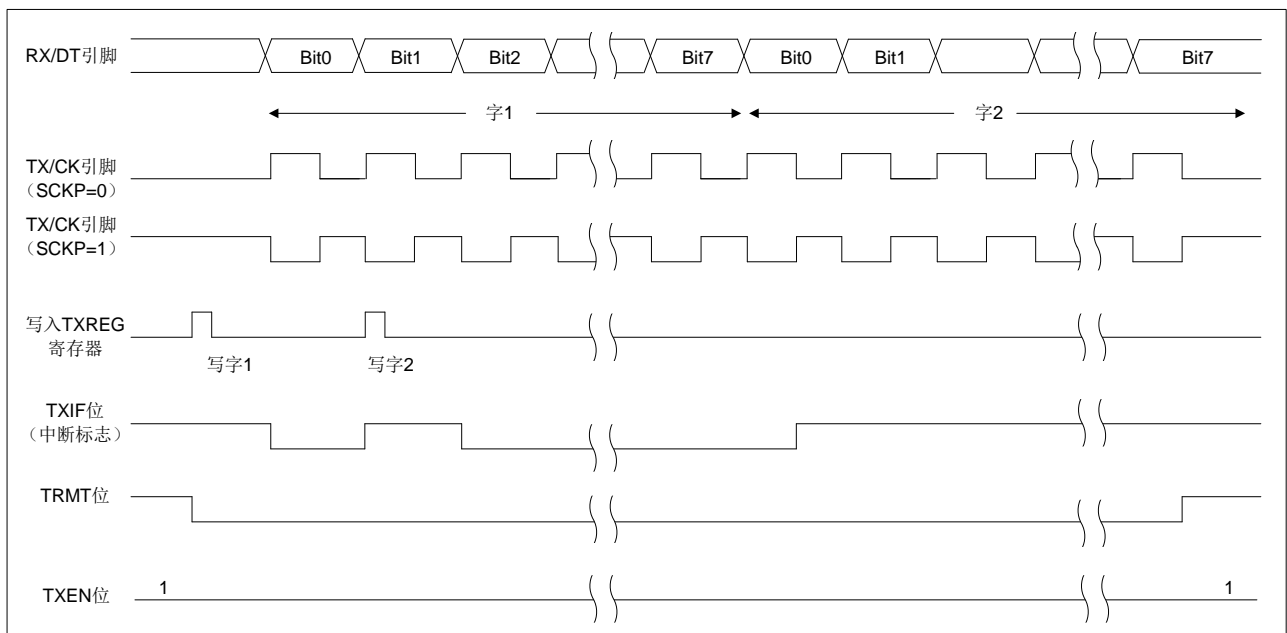 RX/DT引脚
Bit0 Bit1 Bit2 Bit7 Bit0 Bit1 Bit7
字1 字2
TX/CK引脚
（SCKP=0）
TX/CK引脚
（SCKP=1）
写入TXREG
寄存器
写字1 写字2
TXIF位
（中断标志）
TRMT位
TXEN位 1 1